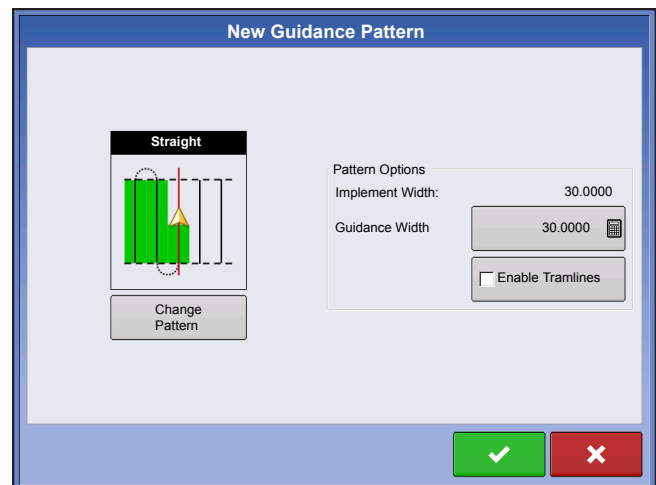 New Guidance Pattern
Straight
Change
Pattern
Pattern Options
Implement Width: 30.0000
Guidance Width 30.0000
Enable Tramlines